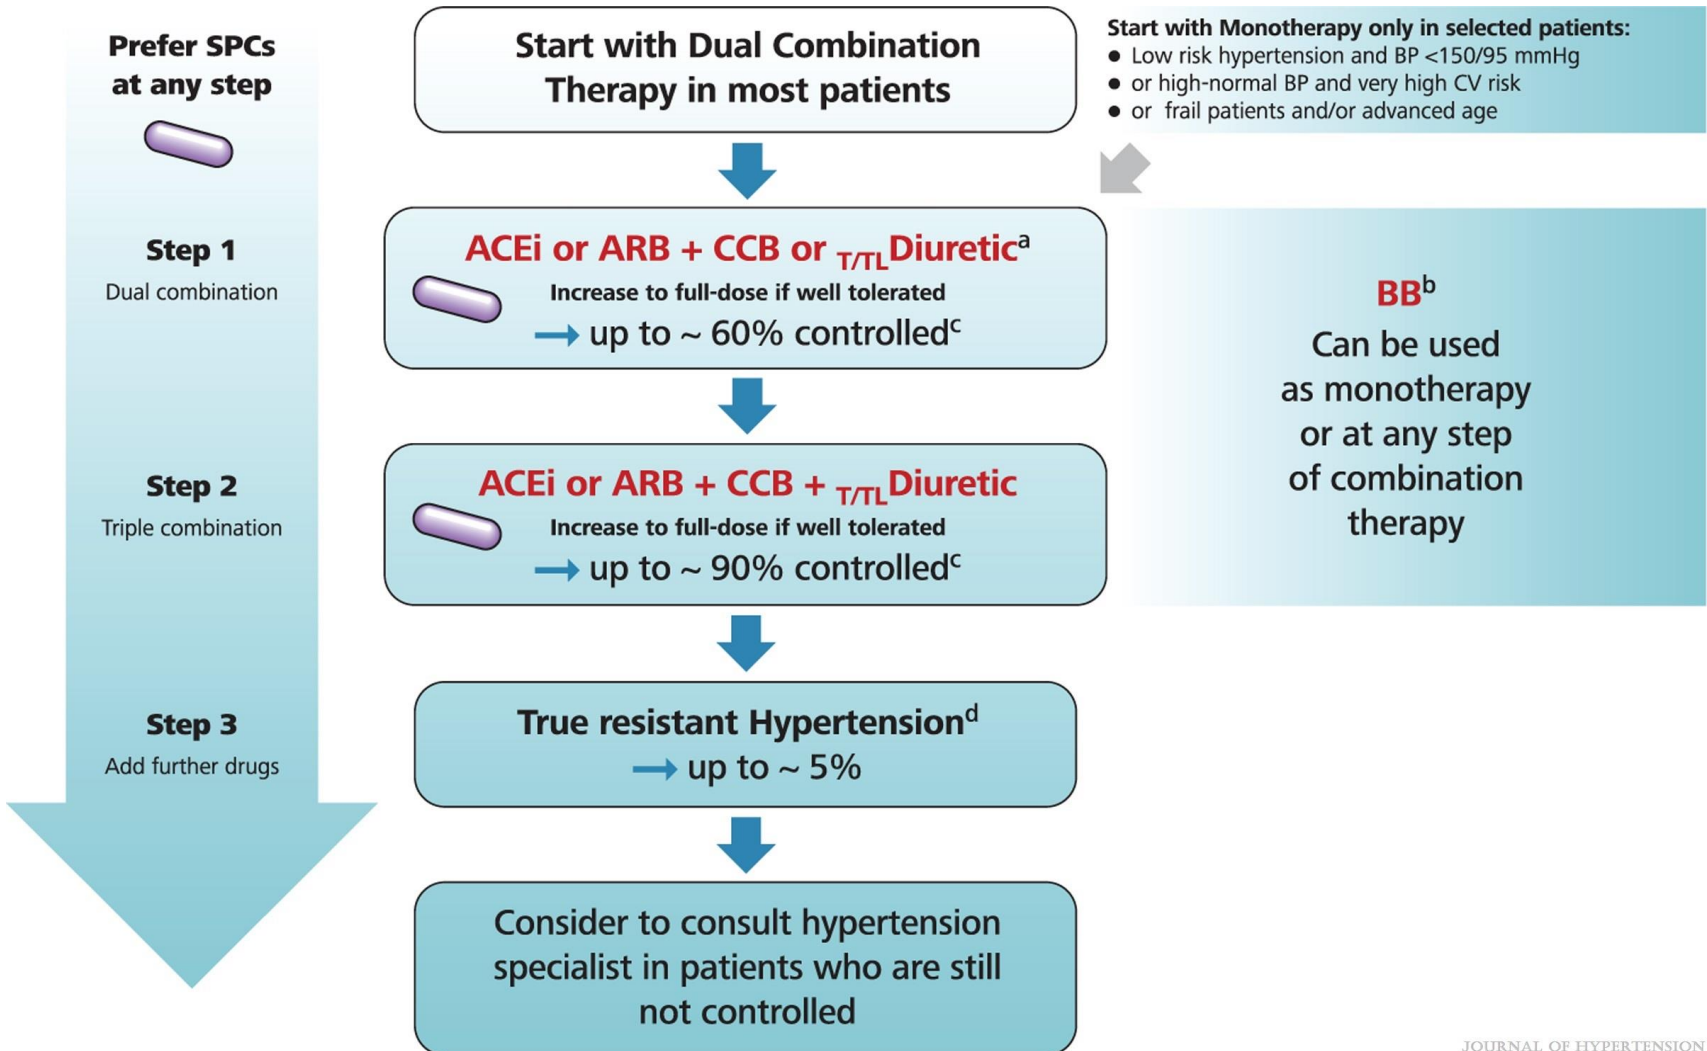 Prefer SPCs
at any step
Start with Dual Combination
Therapy in most patients
Start with Monotherapy only in selected patients:
● Low risk hypertension and BP <150/95 mmHg
● or high-normal BP and very high CV risk
● or frail patients and/or advanced age
Step 1
Dual combination
ACEi or ARB + CCB or T/TLDiuretica
Increase to full-dose if well tolerated
→ up to ~ 60% controlledc
BBb
Can be used
as monotherapy
or at any step
of combination
therapy
Step 2
Triple combination
ACEi or ARB + CCB + T/TLDiuretic
Increase to full-dose if well tolerated
→ up to ~ 90% controlledc
Step 3
Add further drugs
True resistant Hypertensiond
→ up to ~ 5%
Consider to consult hypertension
specialist in patients who are still
not controlled
JOURNAL OF HYPERTENSION